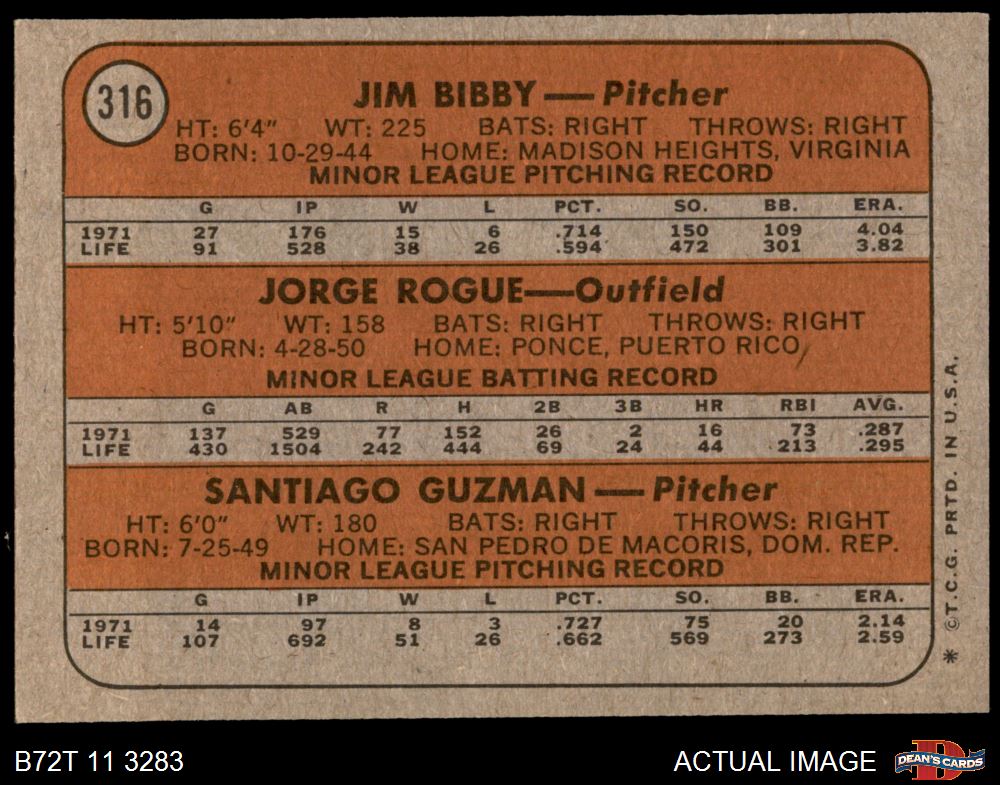 316
JIM BIBBY—Pitcher
HT: 6'4" WT: 225 BATS: RIGHT THROWS: RIGHT
BORN: 10-29-44 HOME: MADISON HEIGHTS, VIRGINIA
MINOR LEAGUE PITCHING RECORD
G IP W L PCT. SO. BB. ERA.
1971 27 176 15 6 .714 150 109 4.04
LIFE 91 528 38 26 .594 472 301 3.82
JORGE ROGUE—Outfield
HT: 5'10" WT: 158 BATS: RIGHT THROWS: RIGHT
BORN: 4-28-50 HOME: PONCE, PUERTO RICO
MINOR LEAGUE BATTING RECORD
G AB R H 2B 3B HR RBI AVG.
1971 137 529 77 152 26 2 16 73 .287
LIFE 430 1504 242 444 69 24 44 213 .295
SANTIAGO GUZMAN—Pitcher
HT: 6'0" WT: 180 BATS: RIGHT THROWS: RIGHT
BORN: 7-25-49 HOME: SAN PEDRO DE MACORIS, DOM. REP.
MINOR LEAGUE PITCHING RECORD
G IP W L PCT. SO. BB. ERA.
1971 14 97 8 3 .727 75 20 2.14
LIFE 107 692 51 26 .662 569 273 2.59
* ©T.C.G. PRTD. IN U.S.A.
B72T 11 3283
ACTUAL IMAGE
D
DEAN'S CARDS